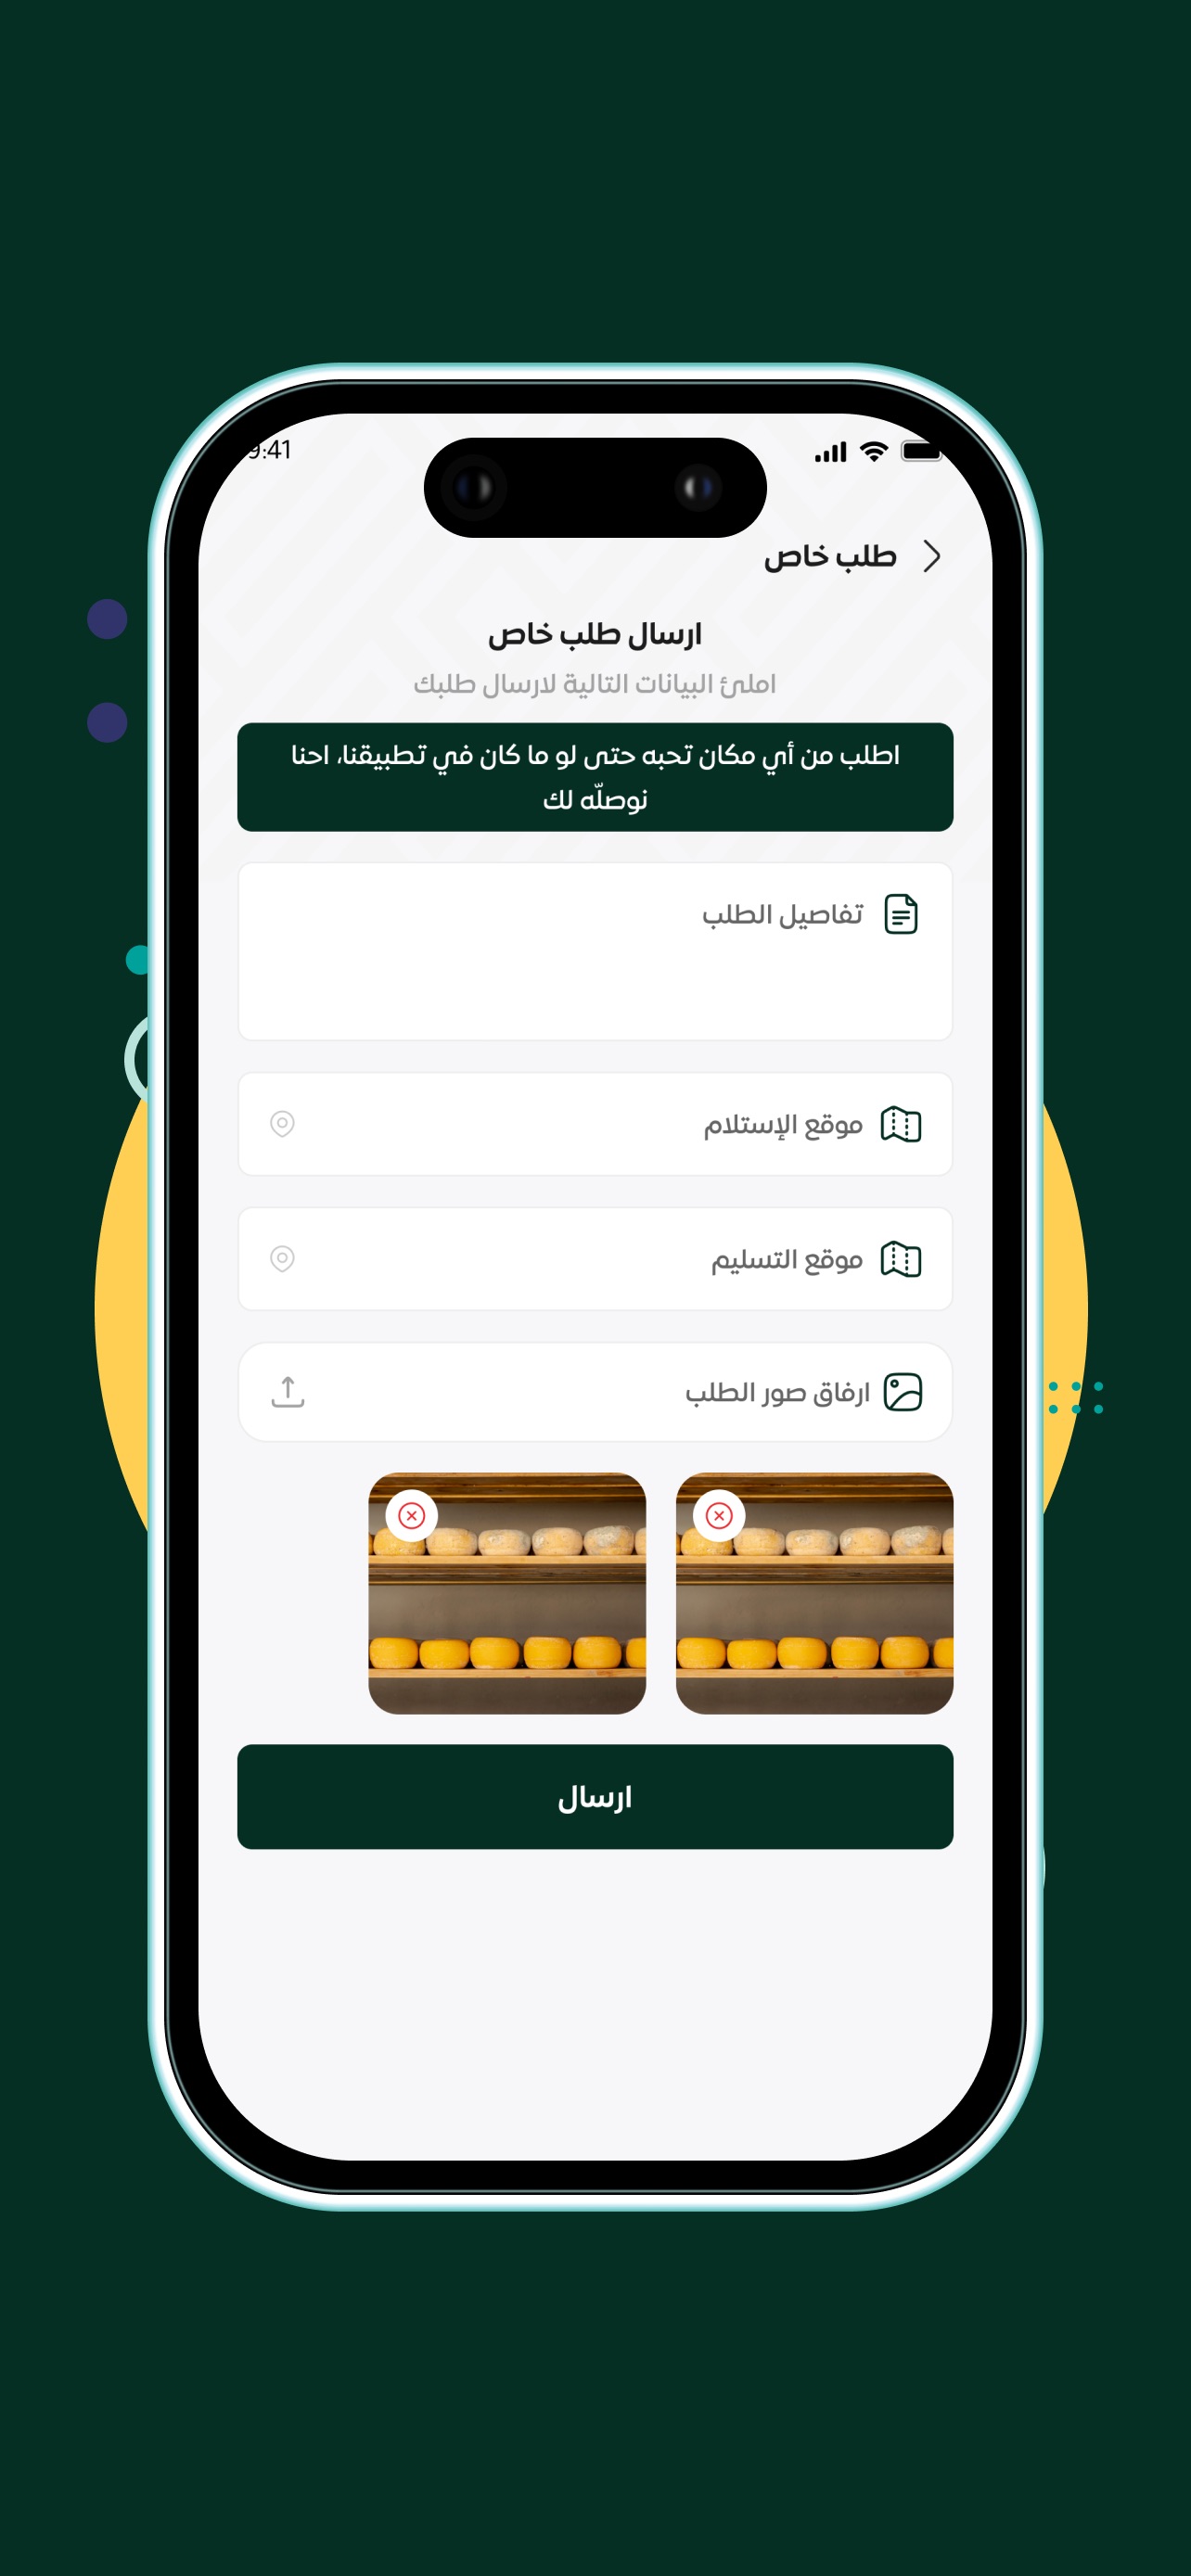 9:41
طلب خاص
ارسال طلب خاص
املئ البيانات التالية لارسال طلبك
اطلب من أي مكان تحبه حتى لو ما كان في تطبيقنا، احنا
نوصلّه لك
تفاصيل الطلب
موقع الإستلام
موقع التسليم
ارفاق صور الطلب
ارسال